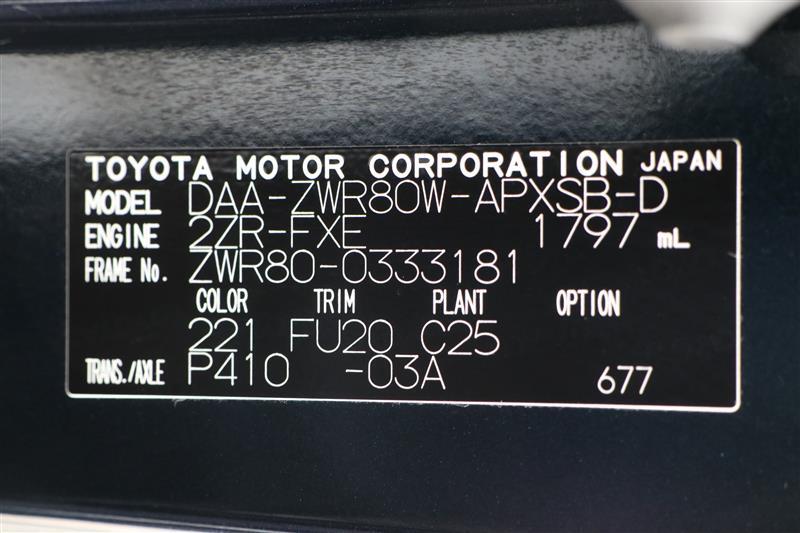 TOYOTA MOTOR CORPORATION JAPAN
MODEL DAA-ZWR80W-APXSB-D
ENGINE 2ZR-FXE 1797 mL
FRAME No. ZWR80-0333181
COLOR TRIM PLANT OPTION
221 FU20 C25
TRANS./AXLE P410 -03A 677